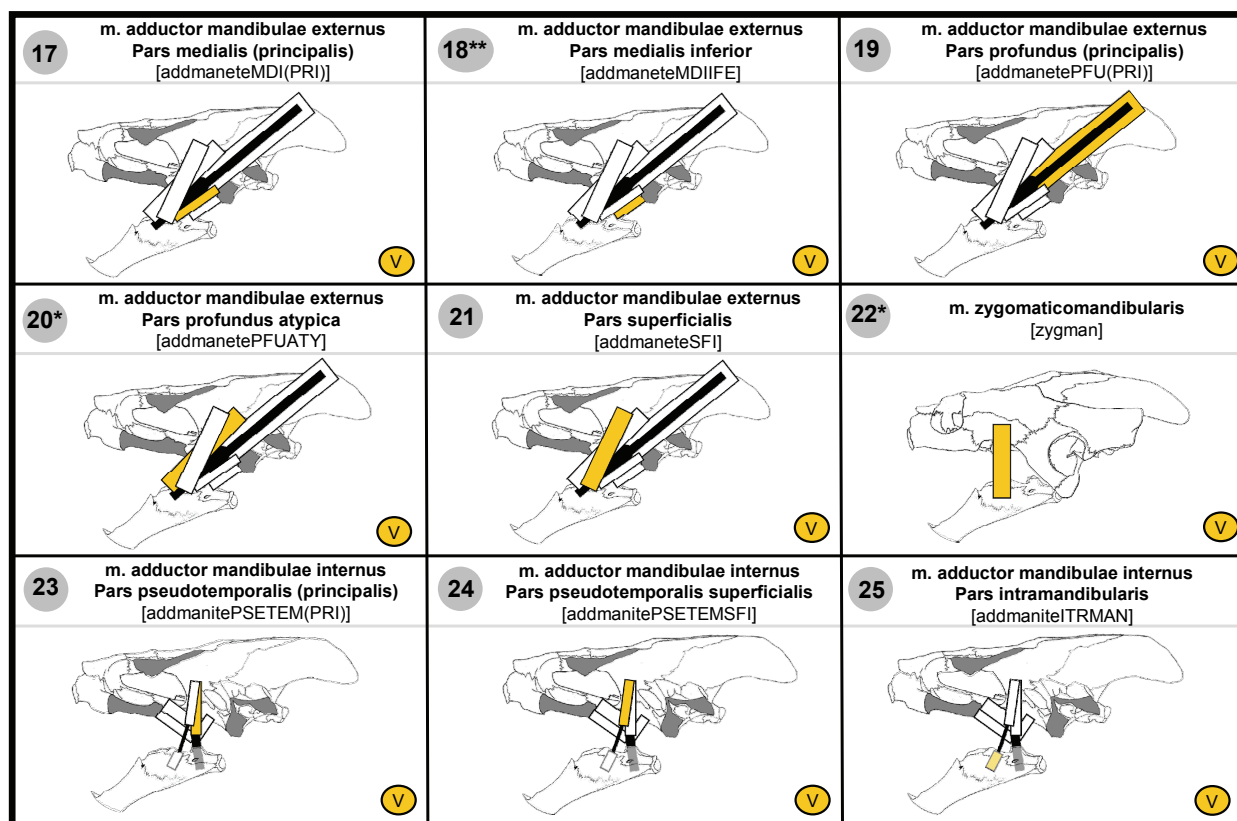 17
m. adductor mandibulae externus
Pars medialis (principalis)
[addmaneteMDI(PRI)]
V
18**
m. adductor mandibulae externus
Pars medialis inferior
[addmaneteMDIIFE]
V
19
m. adductor mandibulae externus
Pars profundus (principalis)
[addmanetePFU(PRI)]
V
20*
m. adductor mandibulae externus
Pars profundus atypica
[addmanetePFUATY]
V
21
m. adductor mandibulae externus
Pars superficialis
[addmaneteSFI]
V
22*
m. zygomaticomandibularis
[zygman]
V
23
m. adductor mandibulae internus
Pars pseudotemporalis (principalis)
[addmanitePSETEM(PRI)]
V
24
m. adductor mandibulae internus
Pars pseudotemporalis superficialis
[addmanitePSETEMSFI]
V
25
m. adductor mandibulae internus
Pars intramandibularis
[addmaniteITRMAN]
V